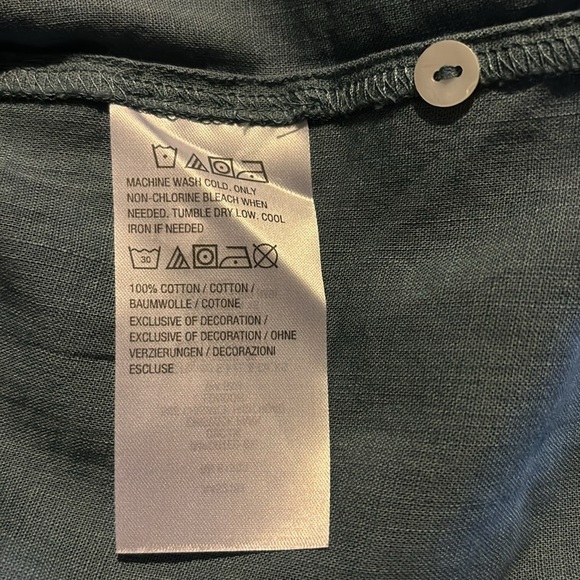 MACHINE WASH COLD. ONLY
NON-CHLORINE BLEACH WHEN
NEEDED. TUMBLE DRY LOW. COOL
IRON IF NEEDED
30
100% COTTON / COTTON /
BAUMWOLLE / COTONE
EXCLUSIVE OF DECORATION /
EXCLUSIVE OF DECORATION / OHNE
VERZIERUNGEN / DECORAZIONI
ESCLUSE